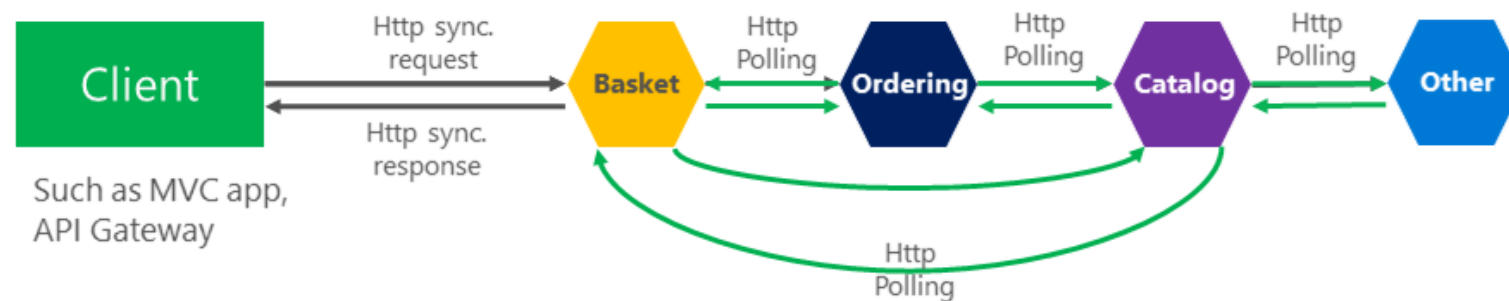 Client
Http sync.
request
Http sync.
response
Such as MVC app,
API Gateway
Basket
Http
Polling
Ordering
Http
Polling
Catalog
Http
Polling
Other
Http
Polling